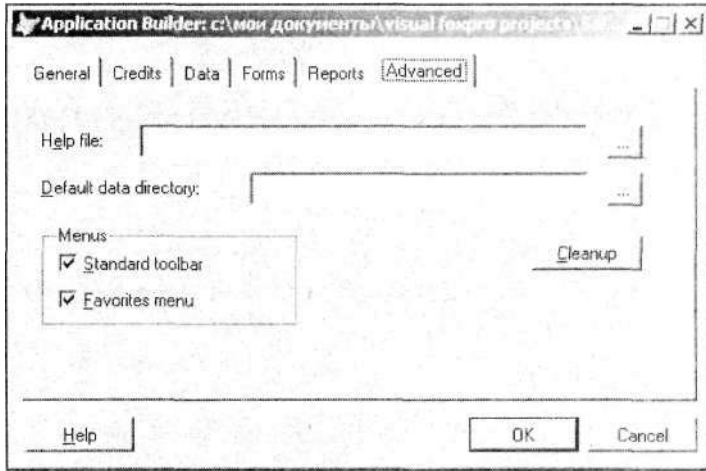 Application Builder: c:\мои документы\visual foxpro projects\
General Credits Data Forms Reports Advanced
Help file: ...
Default data directory: ...
Menus
Standard toolbar
Cleanup
Favorites menu
Help OK Cancel